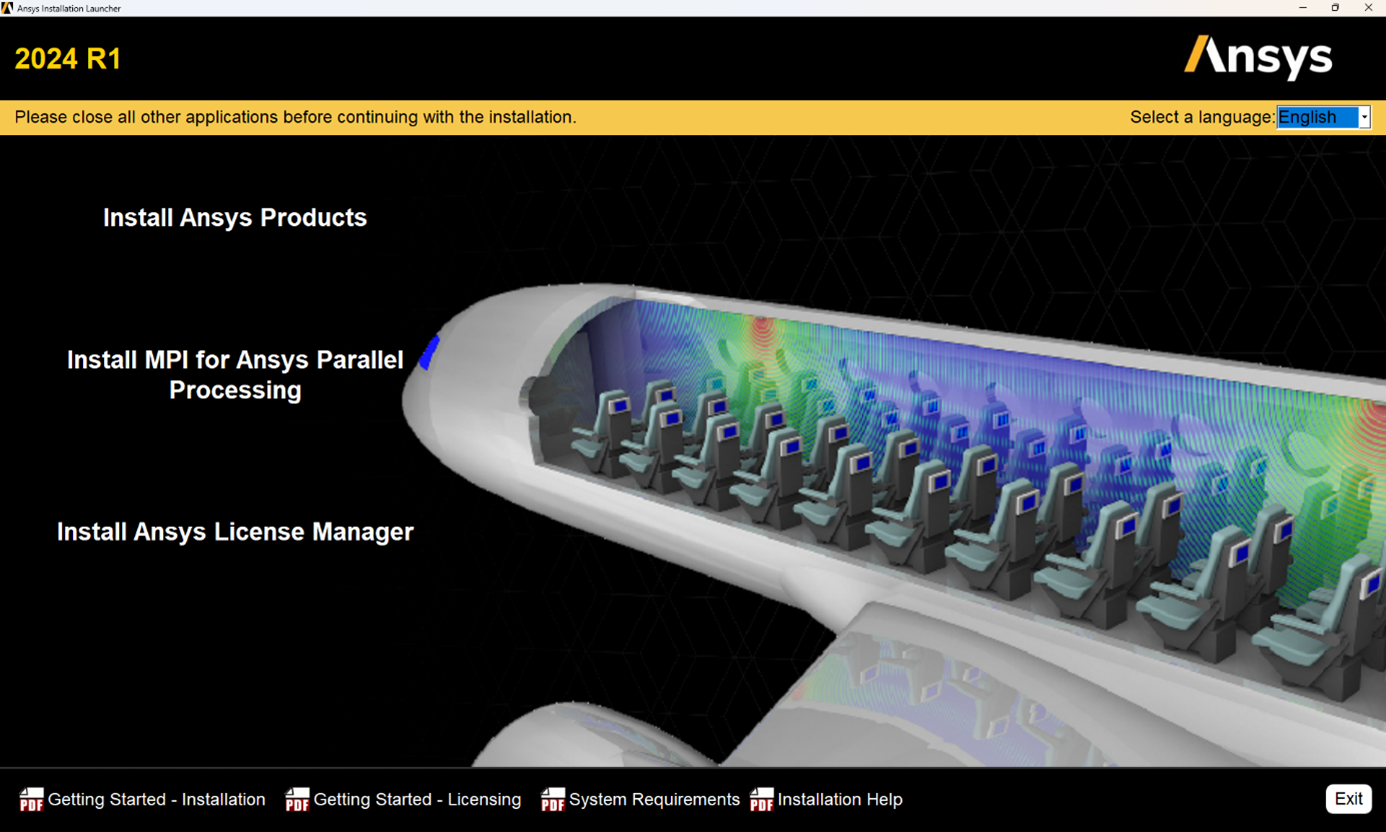 Ansys Installation Launcher
2024 R1
Ansys
Please close all other applications before continuing with the installation.
Select a language: English
Install Ansys Products
Install MPI for Ansys Parallel
Processing
Install Ansys License Manager
PDF Getting Started - Installation
PDF Getting Started - Licensing
PDF System Requirements
PDF Installation Help
Exit